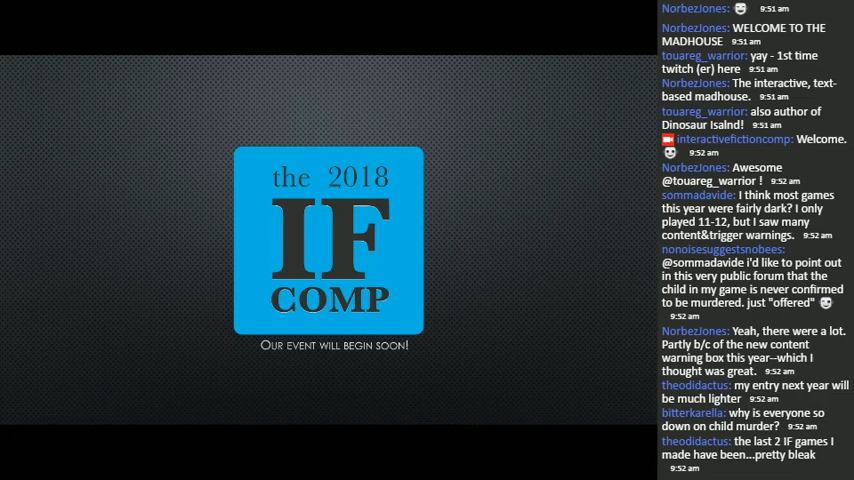 the 2018
IF
COMP
OUR EVENT WILL BEGIN SOON!
NorbezJones: 9:51 am
NorbezJones: WELCOME TO THE
MADHOUSE 9:51 am
touareg_warrior: yay - 1st time
twitch (er) here 9:51 am
NorbezJones: The interactive, text-
based madhouse. 9:51 am
touareg_warrior: also author of
Dinosaur Isalnd! 9:51 am
interactivefictioncomp: Welcome.
9:52 am
NorbezJones: Awesome
@touareg_warrior ! 9:52 am
sommadavide: I think most games
this year were fairly dark? I only
played 11-12, but I saw many
content&trigger warnings. 9:52 am
nonoisesuggestsnobees:
@sommadavide i'd like to point out
in this very public forum that the
child in my game is never confirmed
to be murdered. just "offered"
9:52 am
NorbezJones: Yeah, there were a lot.
Partly b/c of the new content
warning box this year--which I
thought was great. 9:52 am
theodidactus: my entry next year will
be much lighter 9:52 am
bitterkarella: why is everyone so
down on child murder? 9:52 am
theodidactus: the last 2 IF games I
made have been...pretty bleak
9:52 am